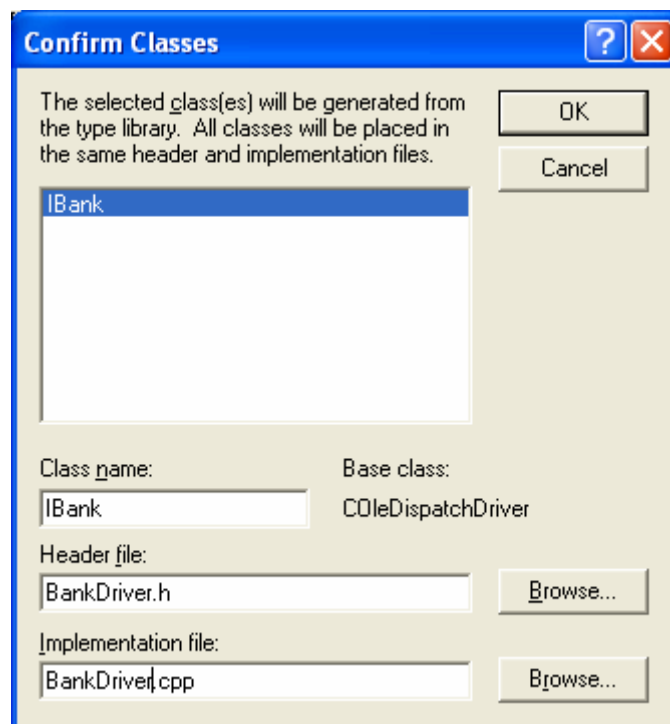 Confirm Classes
The selected class(es) will be generated from
the type library. All classes will be placed in
the same header and implementation files.
OK
Cancel
IBank
Class name:
Base class:
IBank
COleDispatchDriver
Header file:
BankDriver.h
Browse...
Implementation file:
BankDriver.cpp
Browse...